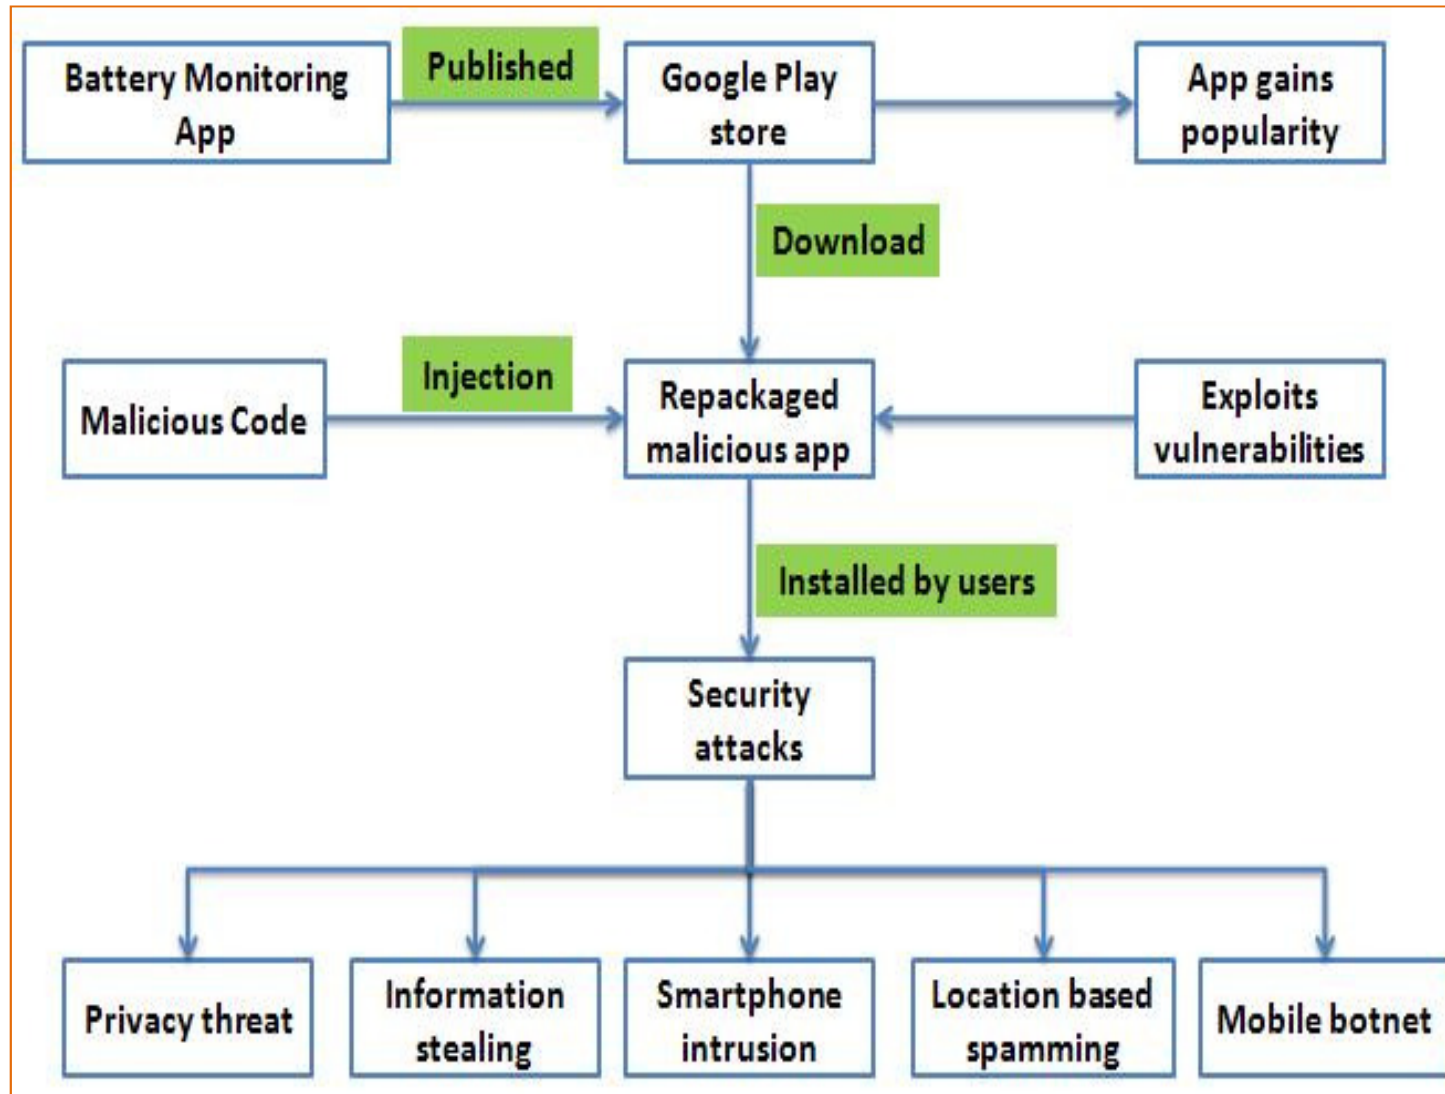 Battery Monitoring
App
Published
Google Play
store
App gains
popularity
Download
Malicious Code
Injection
Repackaged
malicious app
Exploits
vulnerabilities
Installed by users
Security
attacks
Privacy threat
Information
stealing
Smartphone
intrusion
Location based
spamming
Mobile botnet